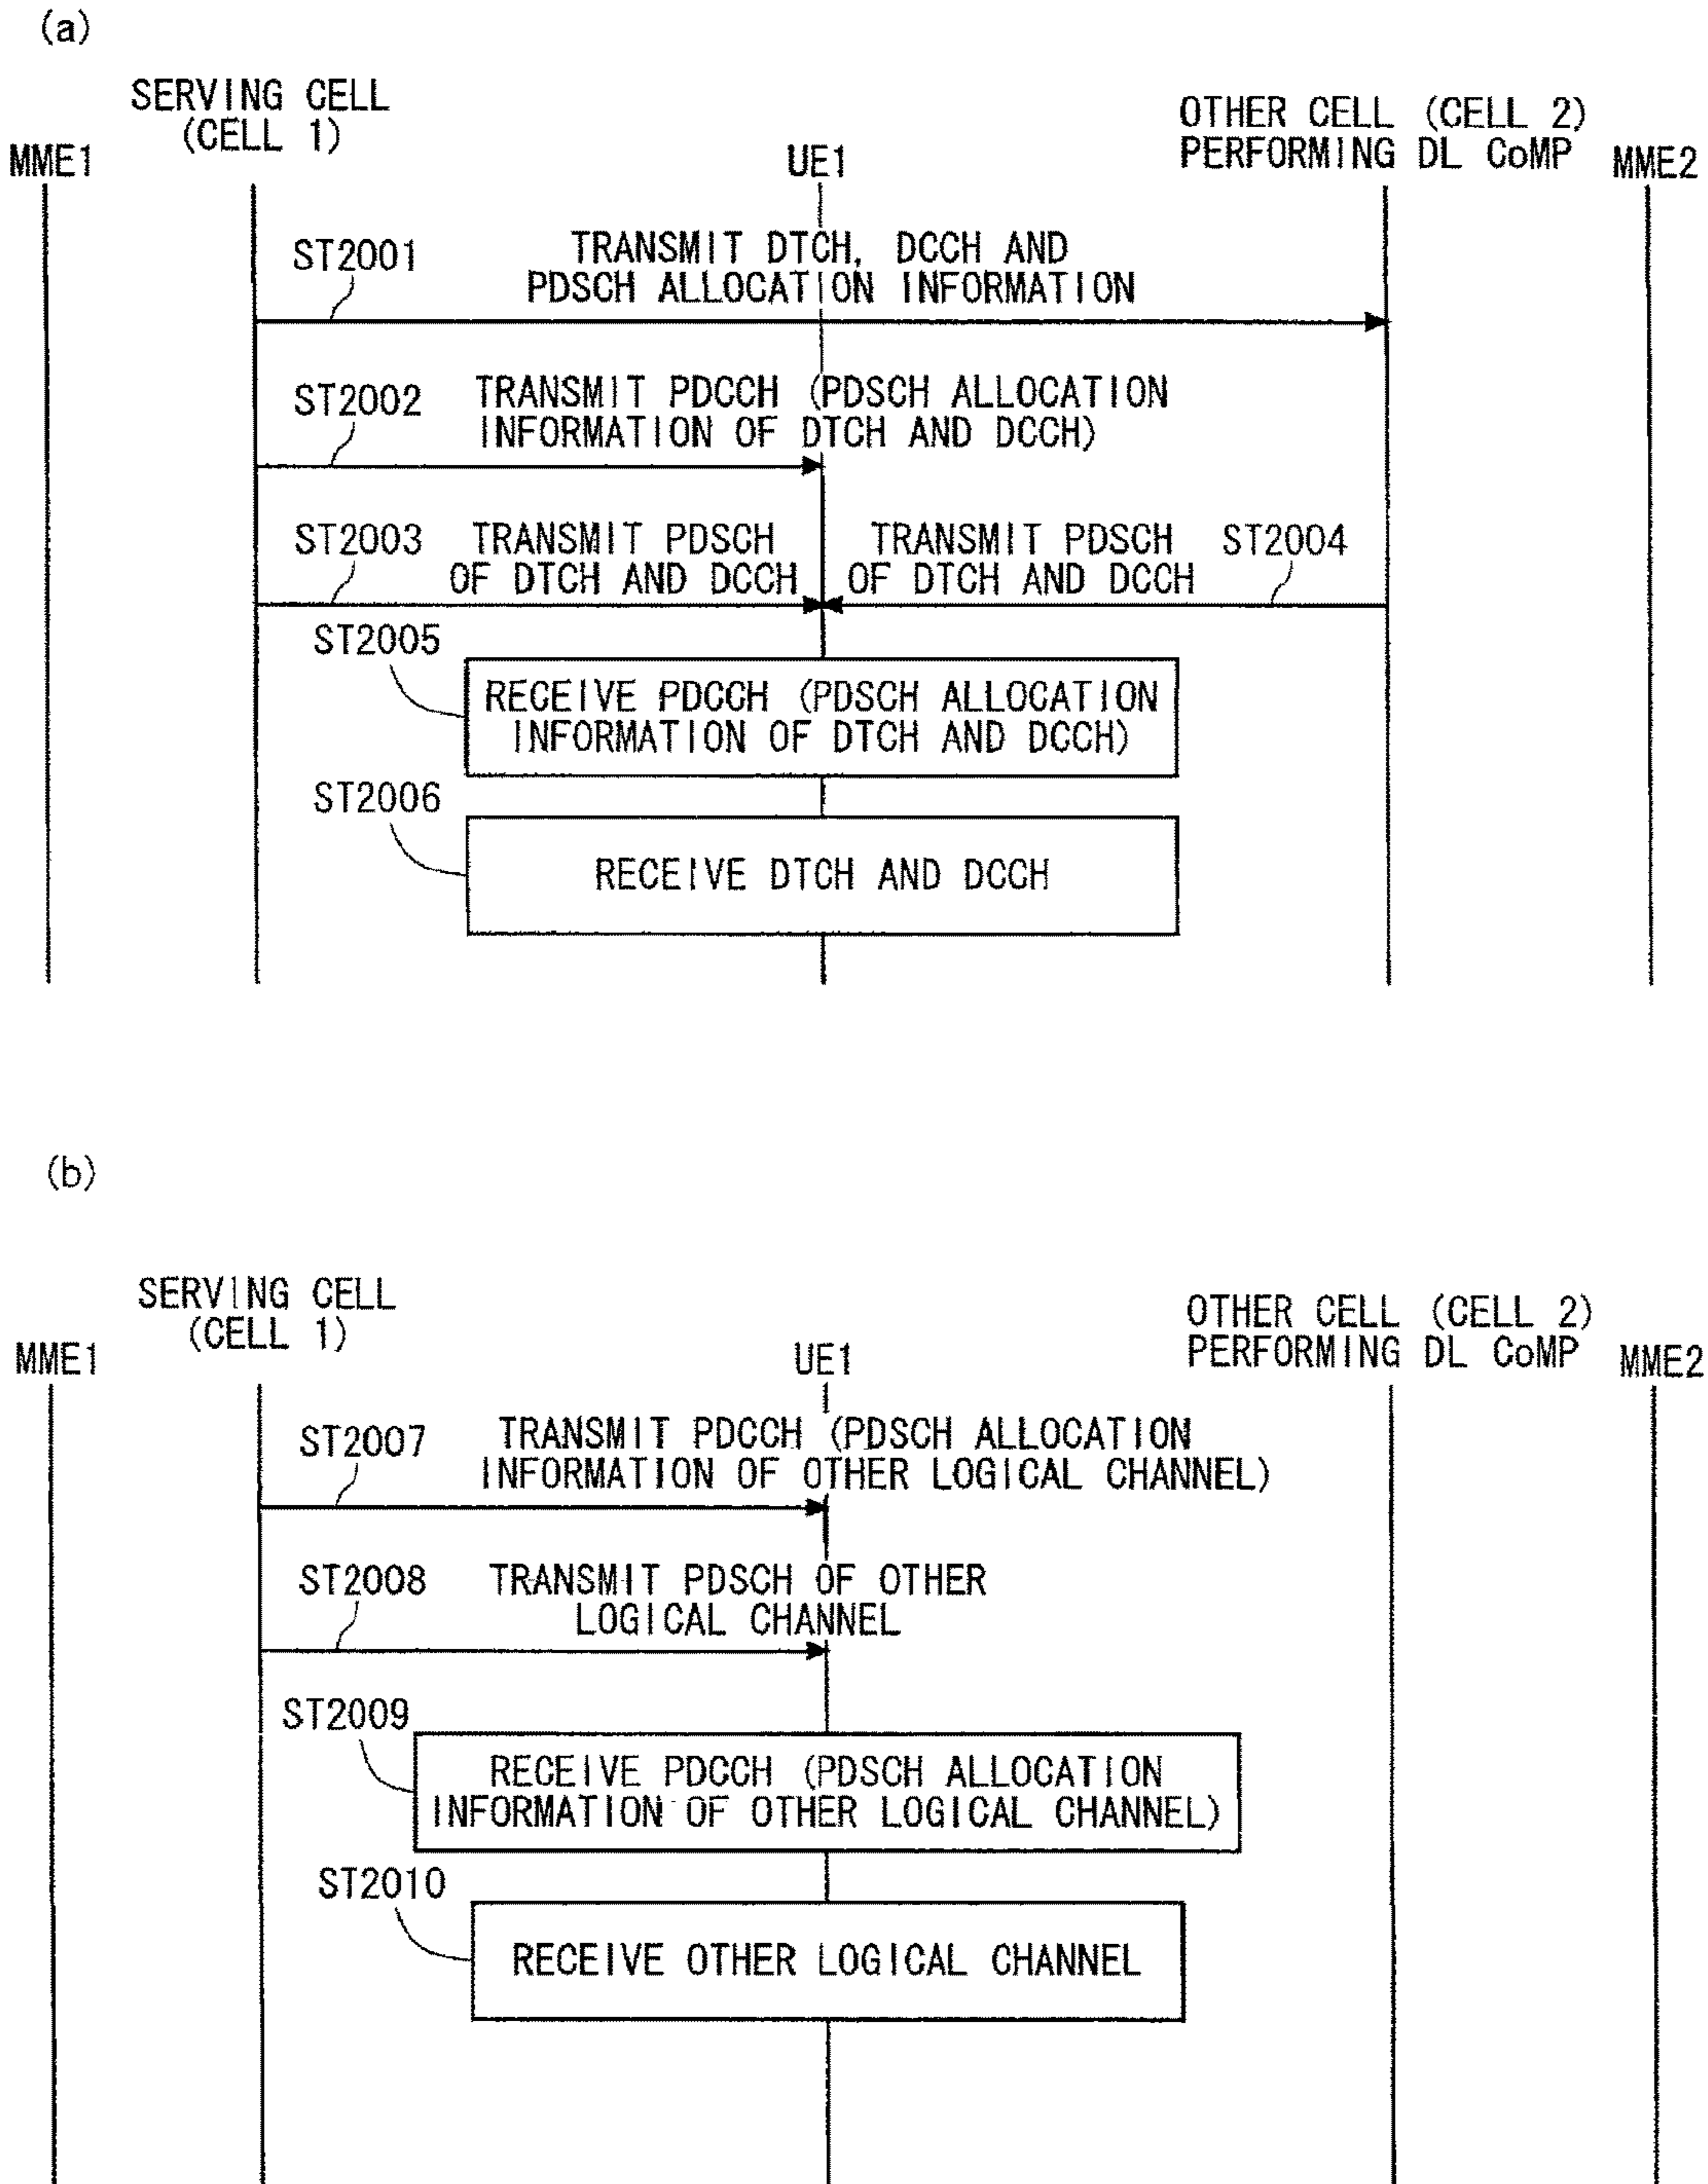 (a)
SERVING CELL
(CELL 1)
OTHER CELL (CELL 2)
PERFORMING DL CoMP
MME1
UE1
MME2
ST2001
TRANSMIT DTCH, DCCH AND
PDSCH ALLOCATION INFORMATION
ST2002
TRANSMIT PDCCH (PDSCH ALLOCATION
INFORMATION OF DTCH AND DCCH)
ST2003
TRANSMIT PDSCH
OF DTCH AND DCCH
TRANSMIT PDSCH
OF DTCH AND DCCH
ST2004
ST2005
RECEIVE PDCCH (PDSCH ALLOCATION
INFORMATION OF DTCH AND DCCH)
ST2006
RECEIVE DTCH AND DCCH
(b)
SERVING CELL
(CELL 1)
OTHER CELL (CELL 2)
PERFORMING DL CoMP
MME1
UE1
MME2
ST2007
TRANSMIT PDCCH (PDSCH ALLOCATION
INFORMATION OF OTHER LOGICAL CHANNEL)
ST2008
TRANSMIT PDSCH OF OTHER
LOGICAL CHANNEL
ST2009
RECEIVE PDCCH (PDSCH ALLOCATION
INFORMATION OF OTHER LOGICAL CHANNEL)
ST2010
RECEIVE OTHER LOGICAL CHANNEL